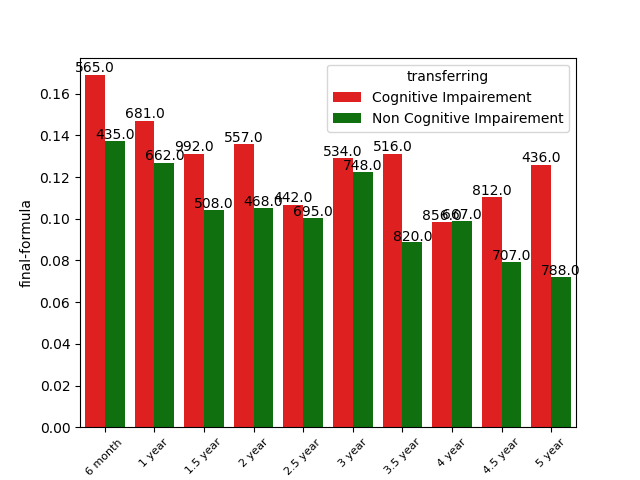 transferring
Cognitive Impairement
Non Cognitive Impairement
final-formula
0.16
0.14
0.12
0.10
0.08
0.06
0.04
0.02
0.00
565.0
435.0
681.0
662.0
992.0
508.0
557.0
468.0
442.0
695.0
534.0
748.0
516.0
820.0
856.0
667.0
812.0
707.0
436.0
788.0
6 month
1 year
1.5 year
2 year
2.5 year
3 year
3.5 year
4 year
4.5 year
5 year